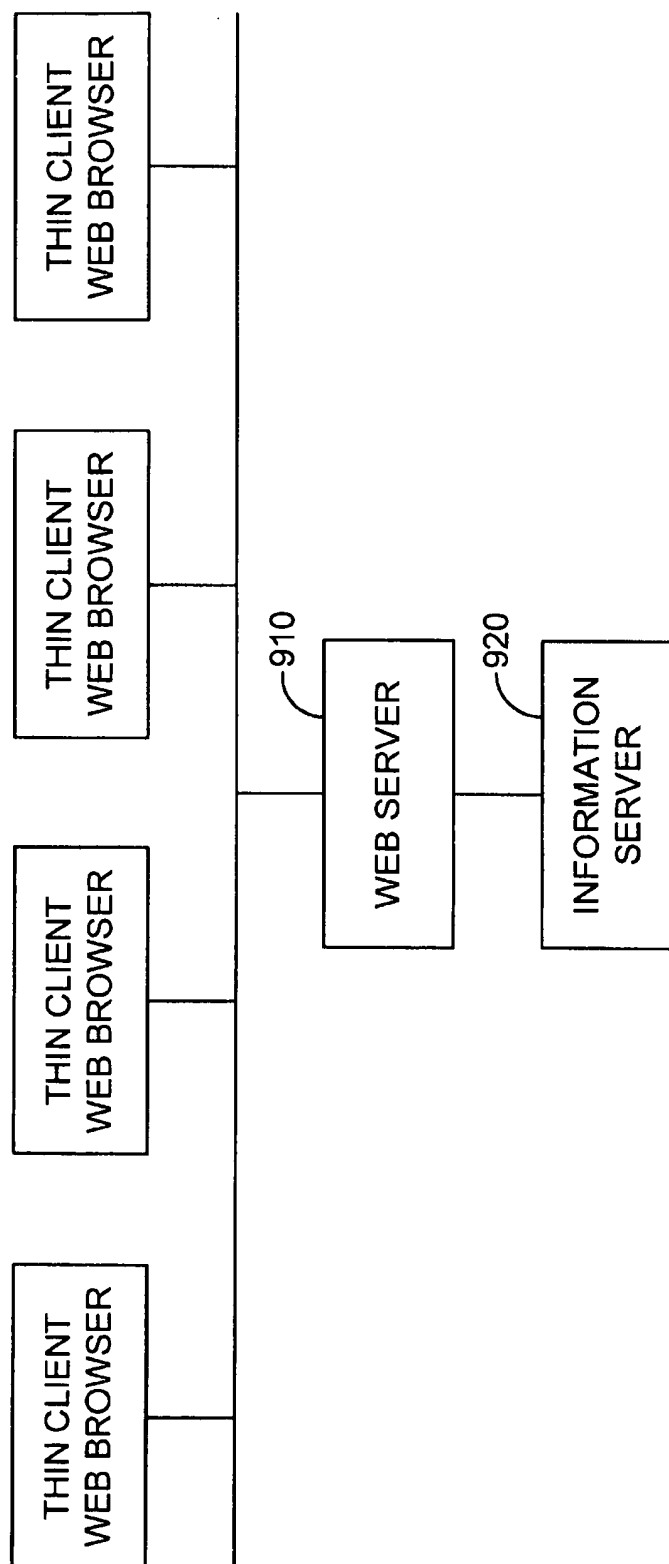 THIN CLIENT
WEB BROWSER
THIN CLIENT
WEB BROWSER
THIN CLIENT
WEB BROWSER
THIN CLIENT
WEB BROWSER
910
WEB SERVER
920
INFORMATION
SERVER